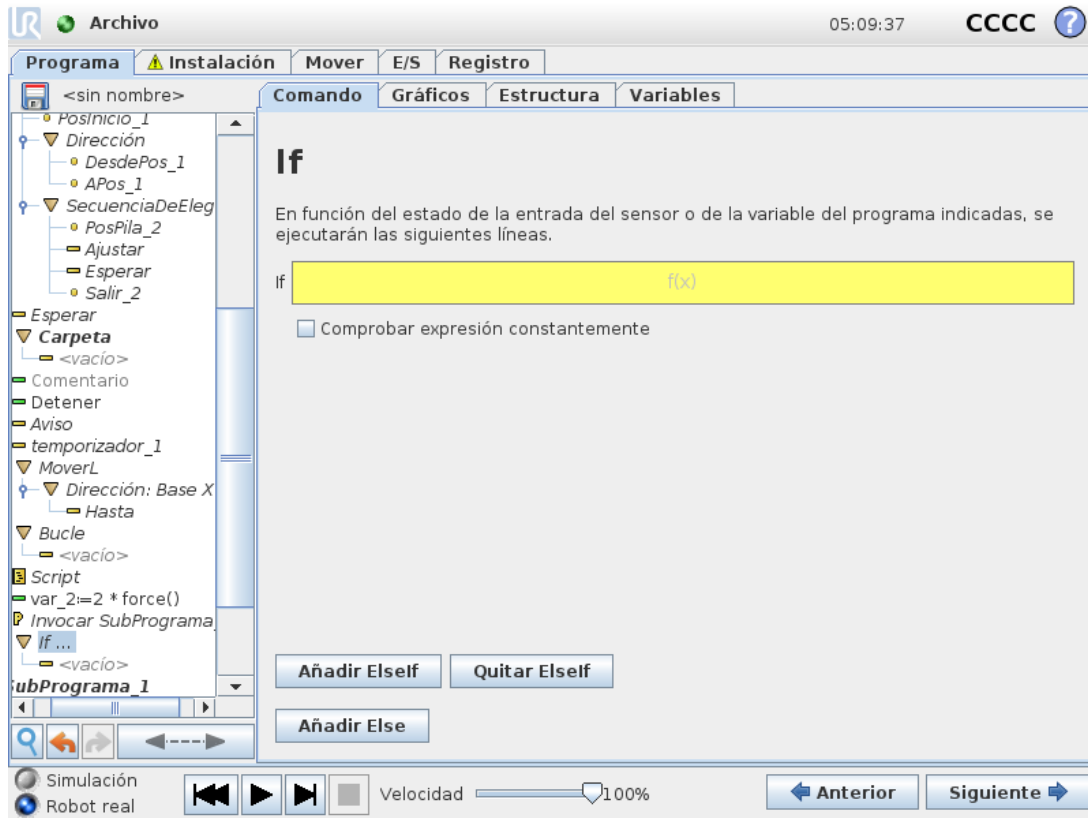 UR
Archivo
05:09:37
CCCC
?
Programa
Instalación
Mover
E/S
Registro
<sin nombre>
Comando
Gráficos
Estructura
Variables
PosInicio_1
Dirección
DesdePos_1
APos_1
SecuenciaDeEleg
PosPila_2
Ajustar
Esperar
Salir_2
Esperar
Carpeta
<vacío>
Comentario
Detener
Aviso
temporizador_1
MoverL
Dirección: Base X
Hasta
Bucle
<vacío>
Script
var_2:=2 * force()
Invocar SubPrograma_
If ...
<vacío>
SubPrograma_1
If
En función del estado de la entrada del sensor o de la variable del programa indicadas, se
ejecutarán las siguientes líneas.
If
f(x)
Comprobar expresión constantemente
Añadir ElseIf
Quitar ElseIf
Añadir Else
Simulación
Robot real
Velocidad
100%
Anterior
Siguiente